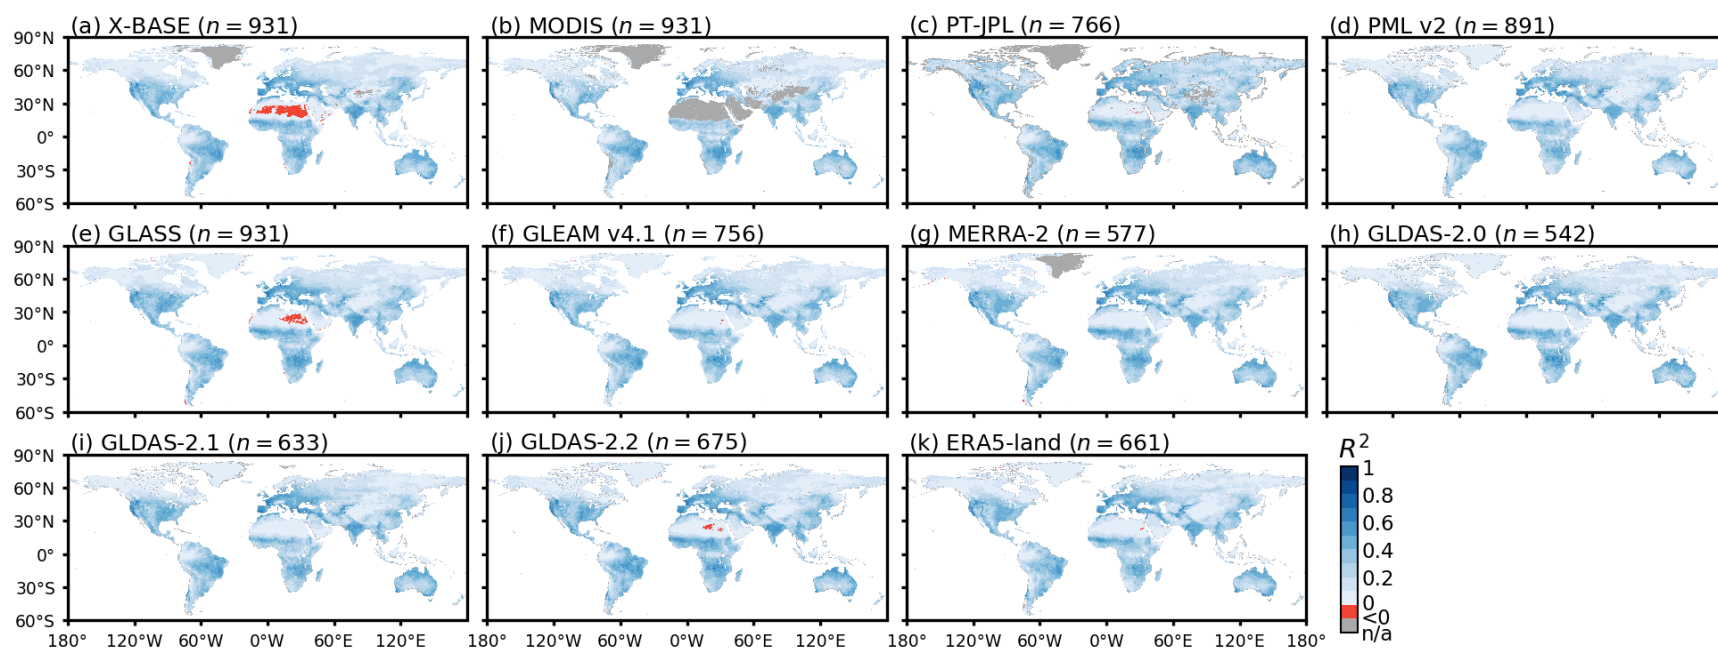 (a) X-BASE (n = 931) (b) MODIS (n = 931) (c) PT-JPL (n = 766) (d) PML v2 (n = 891)
90°N
60°N
30°N
0°
30°S
60°S
(e) GLASS (n = 931) (f) GLEAM v4.1 (n = 756) (g) MERRA-2 (n = 577) (h) GLDAS-2.0 (n = 542)
90°N
60°N
30°N
0°
30°S
60°S
(i) GLDAS-2.1 (n = 633) (j) GLDAS-2.2 (n = 675) (k) ERA5-land (n = 661)
90°N
60°N
30°N
0°
30°S
60°S
180° 120°W 60°W 0°W 60°E 120°E 180° 120°W 60°W 0°W 60°E 120°E 180° 120°W 60°W 0°W 60°E 120°E 180°
R²
1
0.8
0.6
0.4
0.2
0
<0
n/a